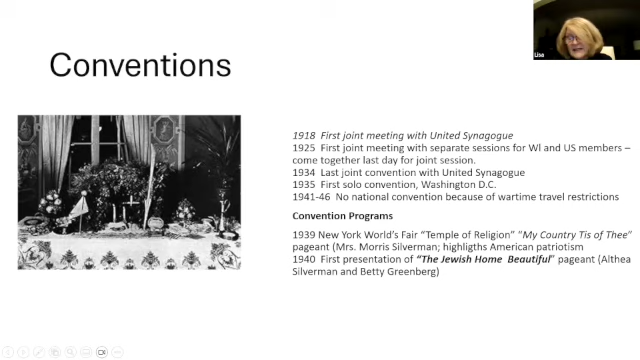 Lisa
Conventions
1918 First joint meeting with United Synagogue
1925 First joint meeting with separate sessions for Wl and US members –
come together last day for joint session.
1934 Last joint convention with United Synagogue
1935 First solo convention, Washington D.C.
1941-46 No national convention because of wartime travel restrictions
Convention Programs
1939 New York World's Fair "Temple of Religion" "My Country Tis of Thee"
pageant (Mrs. Morris Silverman; highligths American patriotism
1940 First presentation of "The Jewish Home Beautiful" pageant (Althea
Silverman and Betty Greenberg)